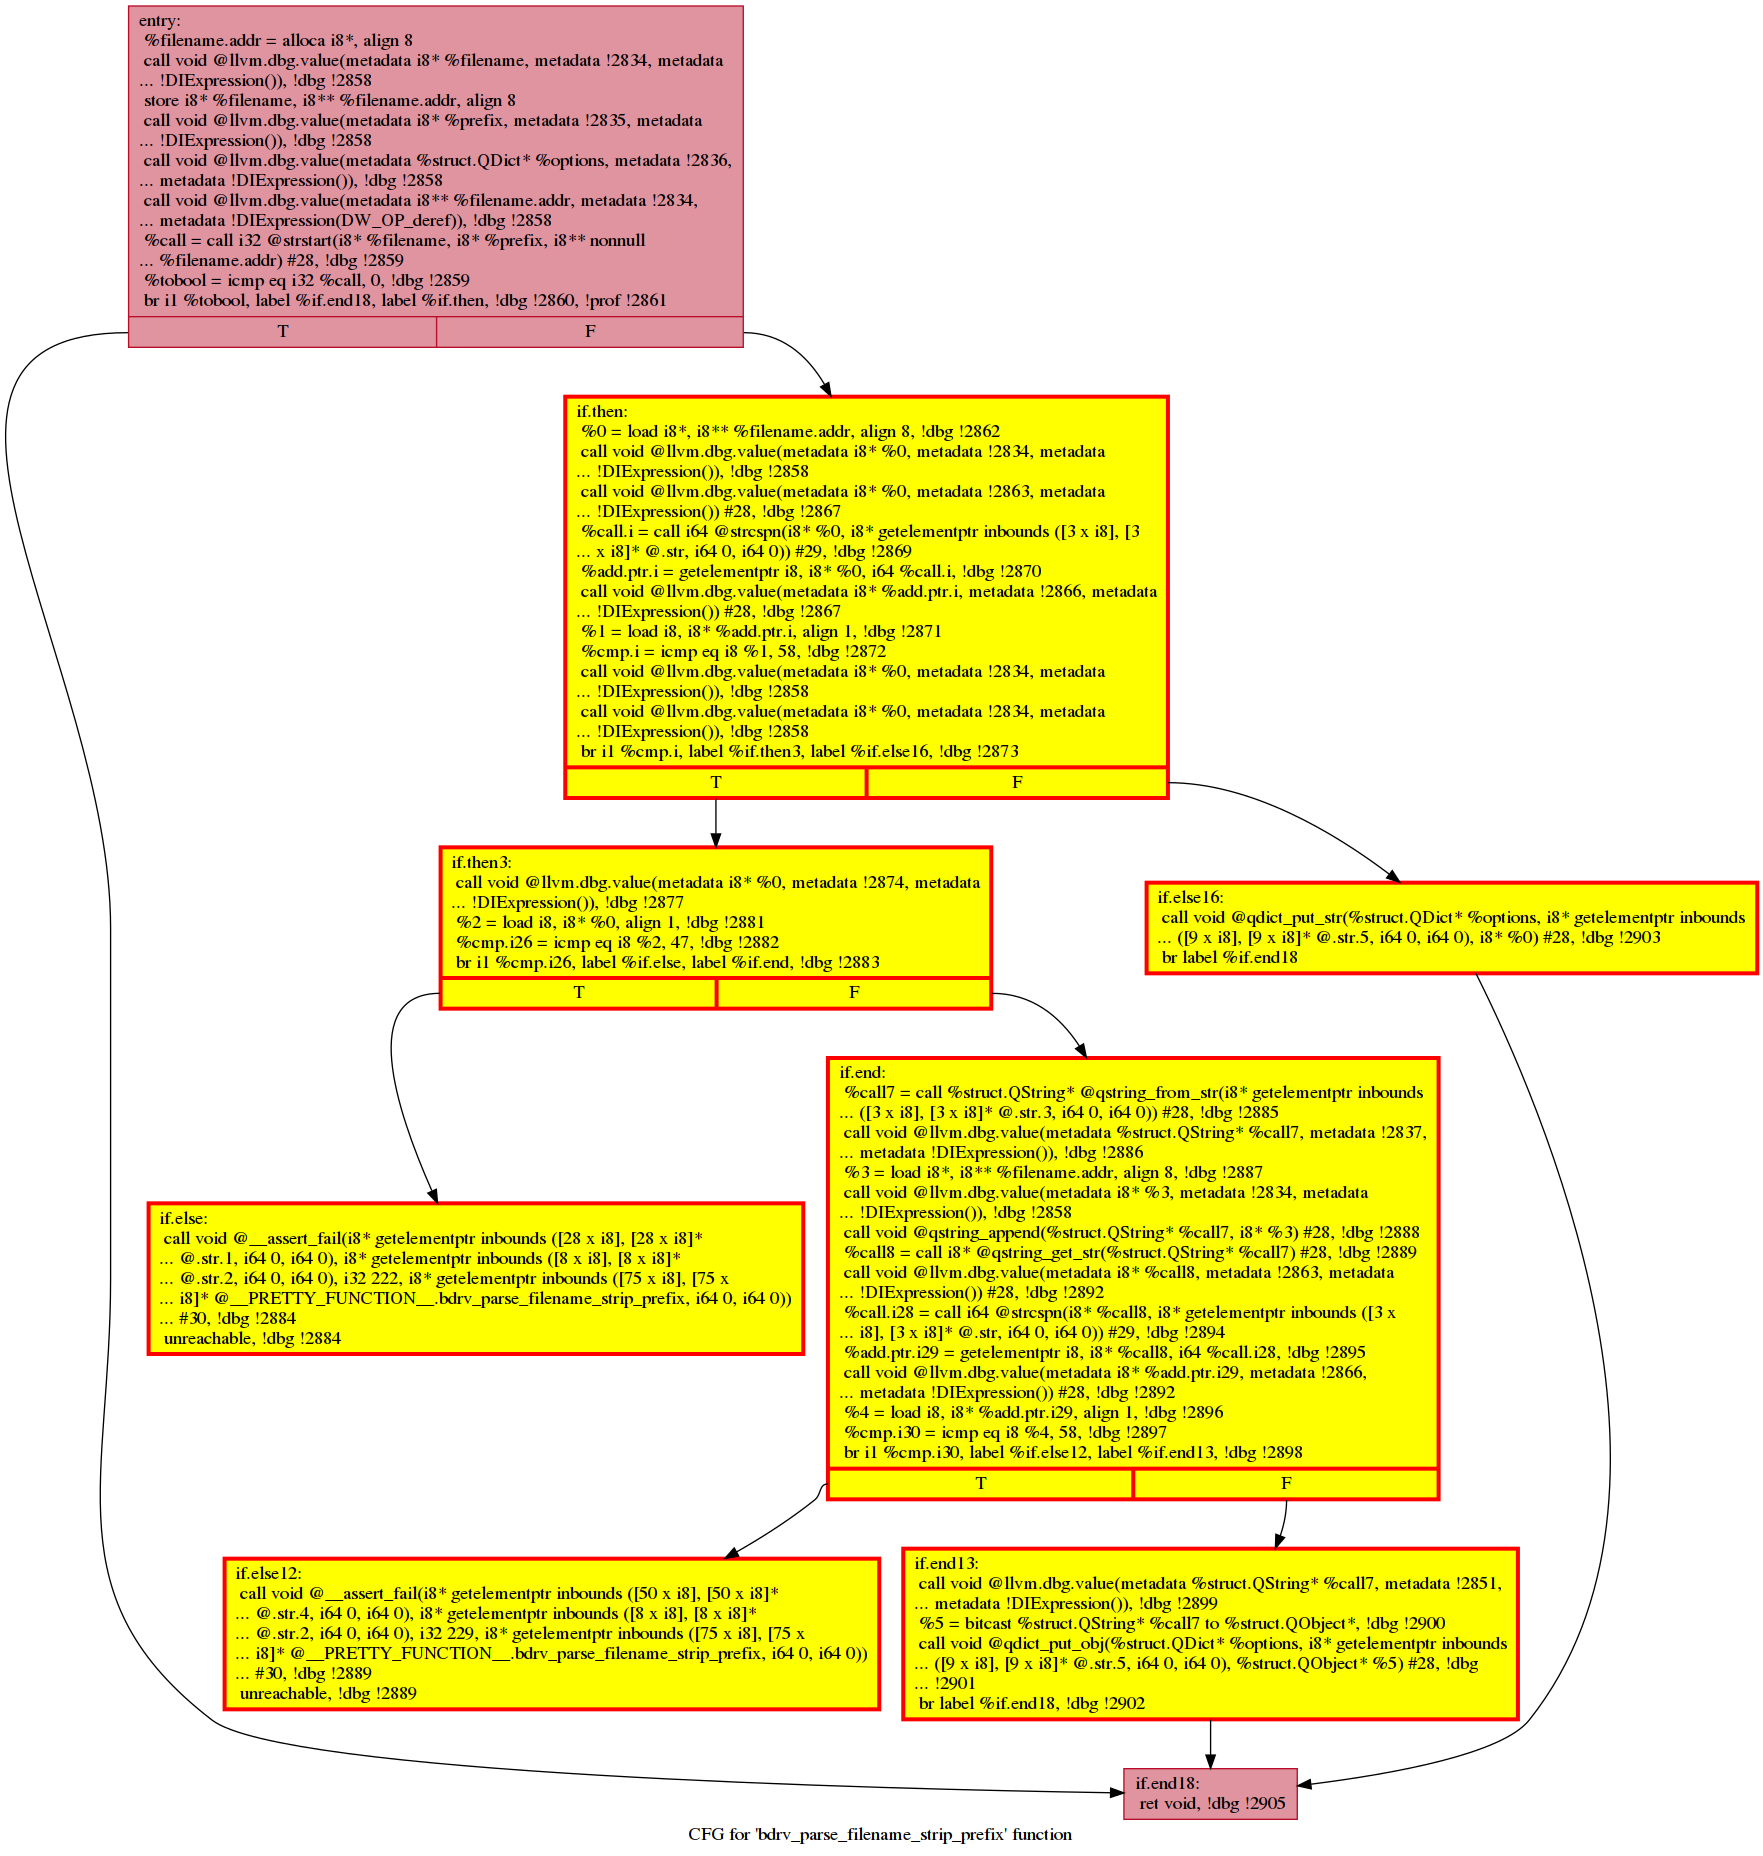 entry:
%filename.addr = alloca i8*, align 8
call void @llvm.dbg.value(metadata i8* %filename, metadata !2834, metadata
... !DIExpression()), !dbg !2858
store i8* %filename, i8** %filename.addr, align 8
call void @llvm.dbg.value(metadata i8* %prefix, metadata !2835, metadata
... !DIExpression()), !dbg !2858
call void @llvm.dbg.value(metadata %struct.QDict* %options, metadata !2836,
... metadata !DIExpression()), !dbg !2858
call void @llvm.dbg.value(metadata i8** %filename.addr, metadata !2834,
... metadata !DIExpression(DW_OP_deref)), !dbg !2858
%call = call i32 @strstart(i8* %filename, i8* %prefix, i8** nonnull
... %filename.addr) #28, !dbg !2859
%tobool = icmp eq i32 %call, 0, !dbg !2859
br i1 %tobool, label %if.end18, label %if.then, !dbg !2860, !prof !2861
T F
if.then:
%0 = load i8*, i8** %filename.addr, align 8, !dbg !2862
call void @llvm.dbg.value(metadata i8* %0, metadata !2834, metadata
... !DIExpression()), !dbg !2858
call void @llvm.dbg.value(metadata i8* %0, metadata !2863, metadata
... !DIExpression()) #28, !dbg !2867
%call.i = call i64 @strcspn(i8* %0, i8* getelementptr inbounds ([3 x i8], [3
... x i8]* @.str, i64 0, i64 0)) #29, !dbg !2869
%add.ptr.i = getelementptr i8, i8* %0, i64 %call.i, !dbg !2870
call void @llvm.dbg.value(metadata i8* %add.ptr.i, metadata !2866, metadata
... !DIExpression()) #28, !dbg !2867
%1 = load i8, i8* %add.ptr.i, align 1, !dbg !2871
%cmp.i = icmp eq i8 %1, 58, !dbg !2872
call void @llvm.dbg.value(metadata i8* %0, metadata !2834, metadata
... !DIExpression()), !dbg !2858
call void @llvm.dbg.value(metadata i8* %0, metadata !2834, metadata
... !DIExpression()), !dbg !2858
br i1 %cmp.i, label %if.then3, label %if.else16, !dbg !2873
T F
if.then3:
call void @llvm.dbg.value(metadata i8* %0, metadata !2874, metadata
... !DIExpression()), !dbg !2877
%2 = load i8, i8* %0, align 1, !dbg !2881
%cmp.i26 = icmp eq i8 %2, 47, !dbg !2882
br i1 %cmp.i26, label %if.else, label %if.end, !dbg !2883
T F
if.else16:
call void @qdict_put_str(%struct.QDict* %options, i8* getelementptr inbounds
... ([9 x i8], [9 x i8]* @.str.5, i64 0, i64 0), i8* %0) #28, !dbg !2903
br label %if.end18
if.end:
%call7 = call %struct.QString* @qstring_from_str(i8* getelementptr inbounds
... ([3 x i8], [3 x i8]* @.str.3, i64 0, i64 0)) #28, !dbg !2885
call void @llvm.dbg.value(metadata %struct.QString* %call7, metadata !2837,
... metadata !DIExpression()), !dbg !2886
%3 = load i8*, i8** %filename.addr, align 8, !dbg !2887
call void @llvm.dbg.value(metadata i8* %3, metadata !2834, metadata
... !DIExpression()), !dbg !2858
call void @qstring_append(%struct.QString* %call7, i8* %3) #28, !dbg !2888
%call8 = call i8* @qstring_get_str(%struct.QString* %call7) #28, !dbg !2889
call void @llvm.dbg.value(metadata i8* %call8, metadata !2863, metadata
... !DIExpression()) #28, !dbg !2892
%call.i28 = call i64 @strcspn(i8* %call8, i8* getelementptr inbounds ([3 x
... i8], [3 x i8]* @.str, i64 0, i64 0)) #29, !dbg !2894
%add.ptr.i29 = getelementptr i8, i8* %call8, i64 %call.i28, !dbg !2895
call void @llvm.dbg.value(metadata i8* %add.ptr.i29, metadata !2866,
... metadata !DIExpression()) #28, !dbg !2892
%4 = load i8, i8* %add.ptr.i29, align 1, !dbg !2896
%cmp.i30 = icmp eq i8 %4, 58, !dbg !2897
br i1 %cmp.i30, label %if.else12, label %if.end13, !dbg !2898
T F
if.else:
call void @__assert_fail(i8* getelementptr inbounds ([28 x i8], [28 x i8]*
... @.str.1, i64 0, i64 0), i8* getelementptr inbounds ([8 x i8], [8 x i8]*
... @.str.2, i64 0, i64 0), i32 222, i8* getelementptr inbounds ([75 x i8], [75 x
... i8]* @__PRETTY_FUNCTION__.bdrv_parse_filename_strip_prefix, i64 0, i64 0))
... #30, !dbg !2884
unreachable, !dbg !2884
if.else12:
call void @__assert_fail(i8* getelementptr inbounds ([50 x i8], [50 x i8]*
... @.str.4, i64 0, i64 0), i8* getelementptr inbounds ([8 x i8], [8 x i8]*
... @.str.2, i64 0, i64 0), i32 229, i8* getelementptr inbounds ([75 x i8], [75 x
... i8]* @__PRETTY_FUNCTION__.bdrv_parse_filename_strip_prefix, i64 0, i64 0))
... #30, !dbg !2889
unreachable, !dbg !2889
if.end13:
call void @llvm.dbg.value(metadata %struct.QString* %call7, metadata !2851,
... metadata !DIExpression()), !dbg !2899
%5 = bitcast %struct.QString* %call7 to %struct.QObject*, !dbg !2900
call void @qdict_put_obj(%struct.QDict* %options, i8* getelementptr inbounds
... ([9 x i8], [9 x i8]* @.str.5, i64 0, i64 0), %struct.QObject* %5) #28, !dbg
... !2901
br label %if.end18, !dbg !2902
if.end18:
ret void, !dbg !2905
CFG for 'bdrv_parse_filename_strip_prefix' function